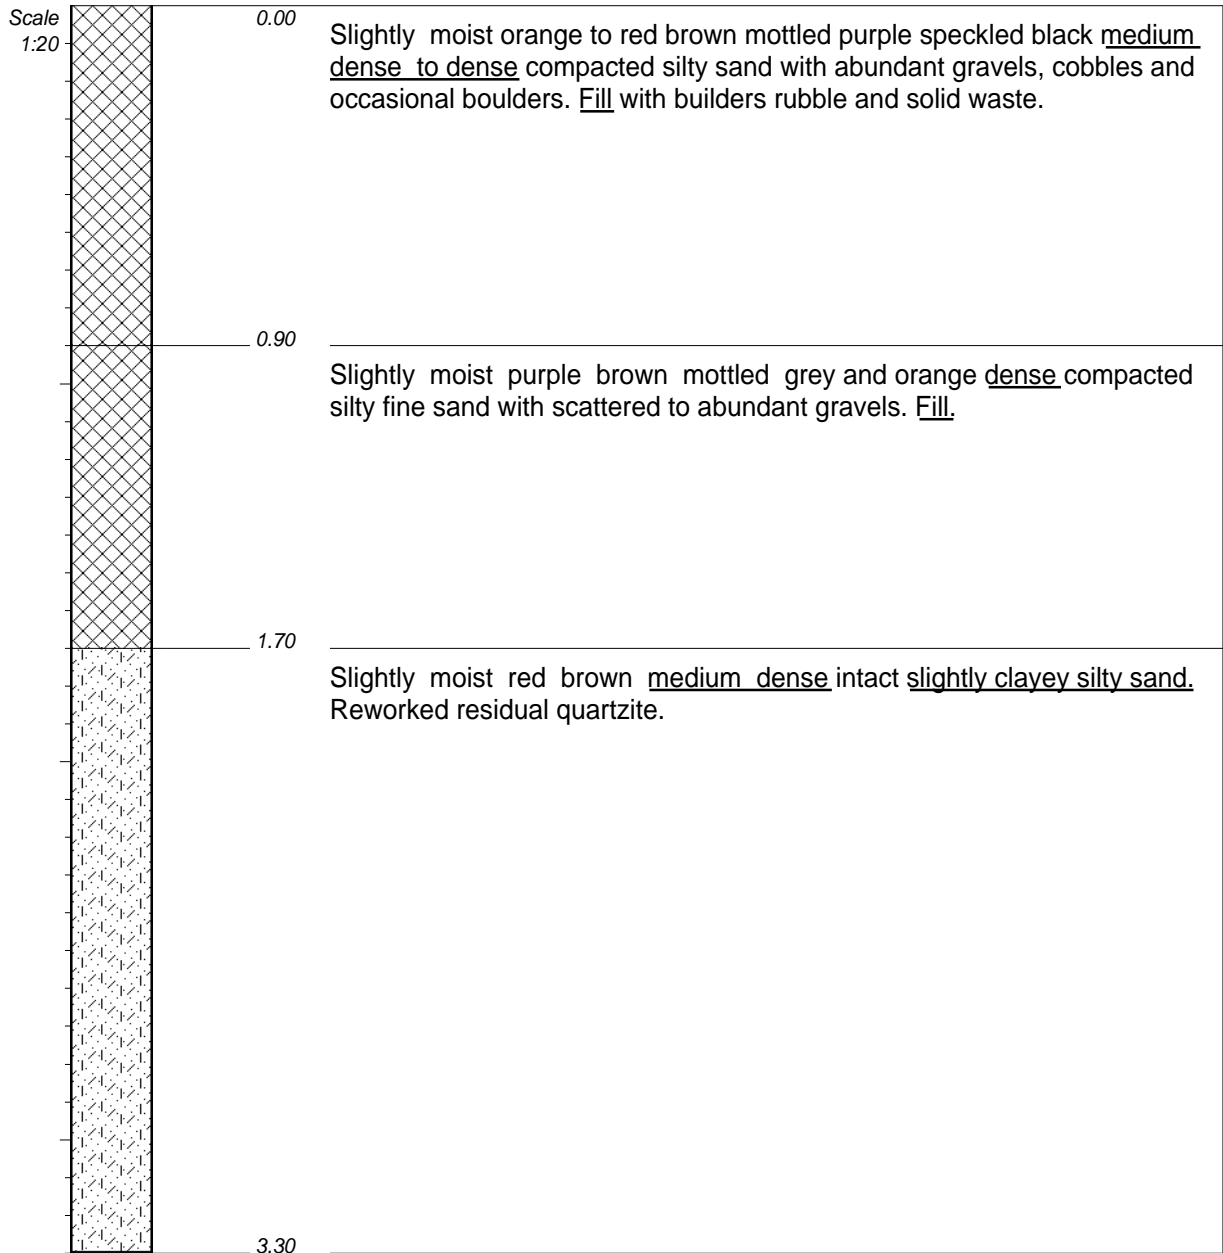 Scale
1:20
0.00
Slightly moist orange to red brown mottled purple speckled black medium
dense to dense compacted silty sand with abundant gravels, cobbles and
occasional boulders. Fill with builders rubble and solid waste.
0.90
Slightly moist purple brown mottled grey and orange dense compacted
silty fine sand with scattered to abundant gravels. Fill.
1.70
Slightly moist red brown medium dense intact slightly clayey silty sand.
Reworked residual quartzite.
3.30